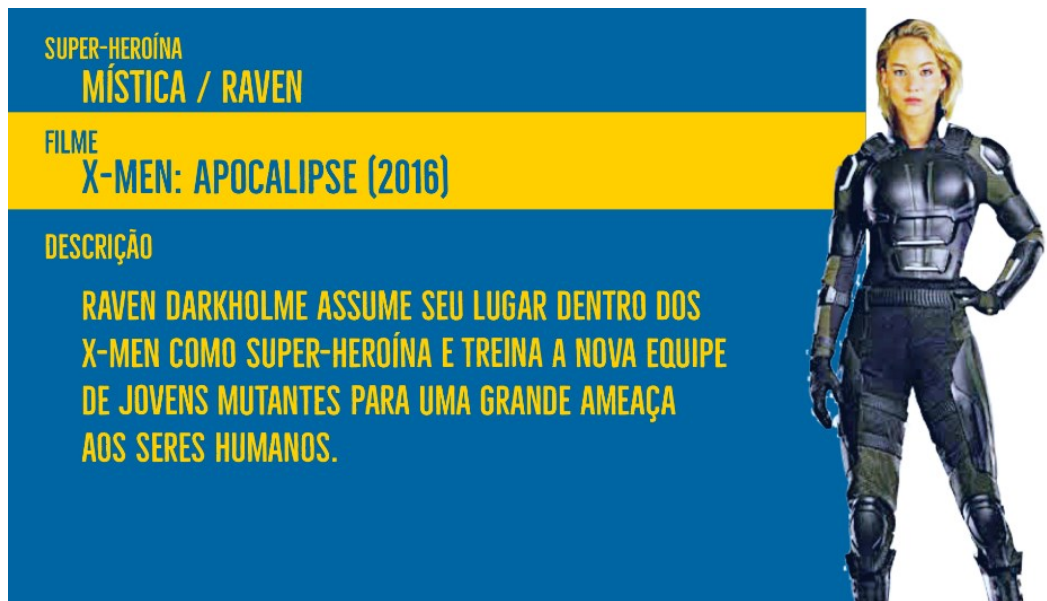 SUPER-HEROÍNA
MÍSTICA / RAVEN
FILME
X-MEN: APOCALIPSE (2016)
DESCRIÇÃO
RAVEN DARKHOLME ASSUME SEU LUGAR DENTRO DOS
X-MEN COMO SUPER-HEROÍNA E TREINA A NOVA EQUIPE
DE JOVENS MUTANTES PARA UMA GRANDE AMEAÇA
AOS SERES HUMANOS.